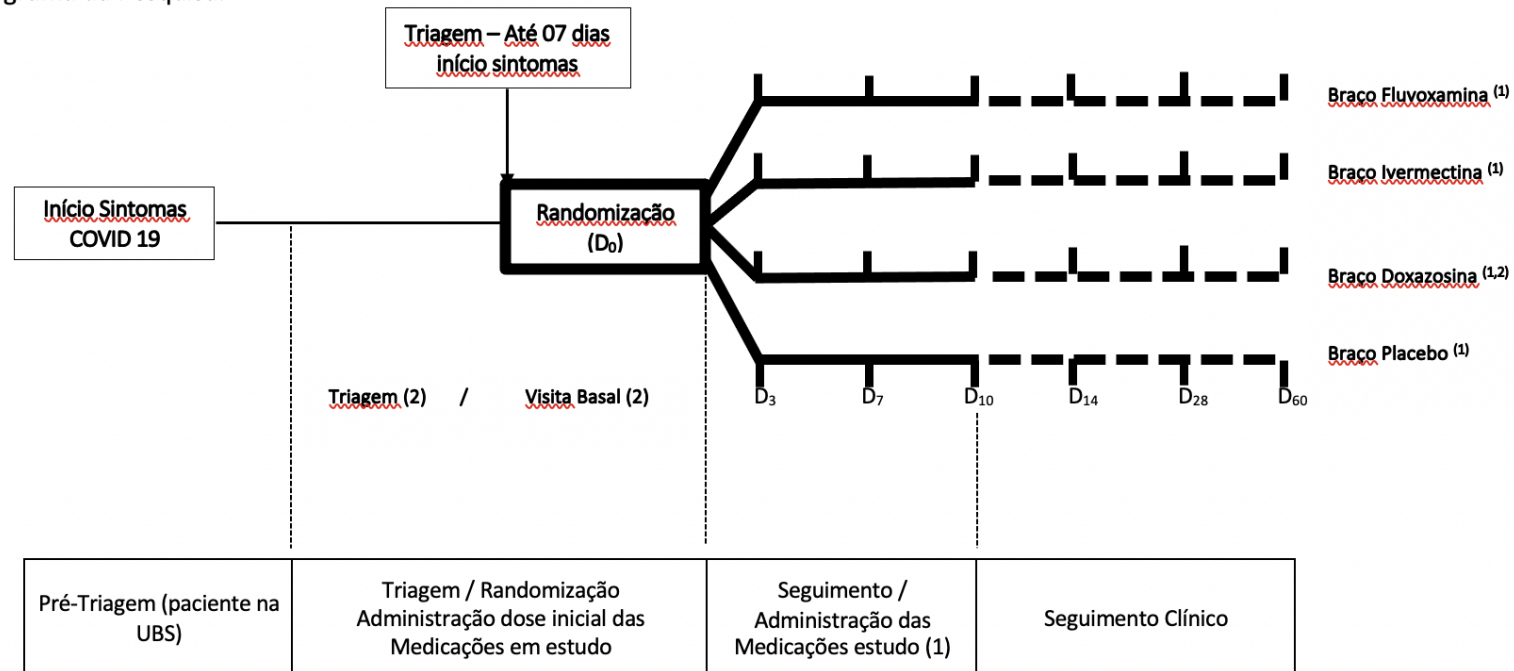 Triagem – Até 07 dias
início sintomas
Início Sintomas
COVID 19
Randomização
(D₀)
Braço Fluvoxamina (1)
Braço Ivermectina (1)
Braço Doxazosina (1,2)
Braço Placebo (1)
Triagem (2) / Visita Basal (2)
D₃ D₇ D₁₀ D₁₄ D₂₈ D₆₀
Pré-Triagem (paciente na
UBS)
Triagem / Randomização
Administração dose inicial das
Medicações em estudo
Seguimento /
Administração das
Medicações estudo (1)
Seguimento Clínico